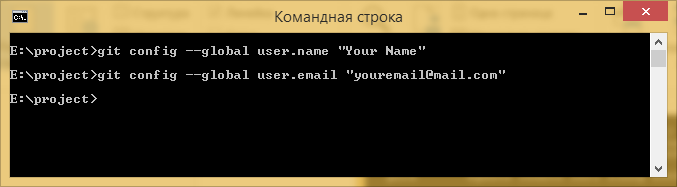 Командная строка
E:\project>git config --global user.name "Your Name"
E:\project>git config --global user.email "youremail@mail.com"
E:\project>